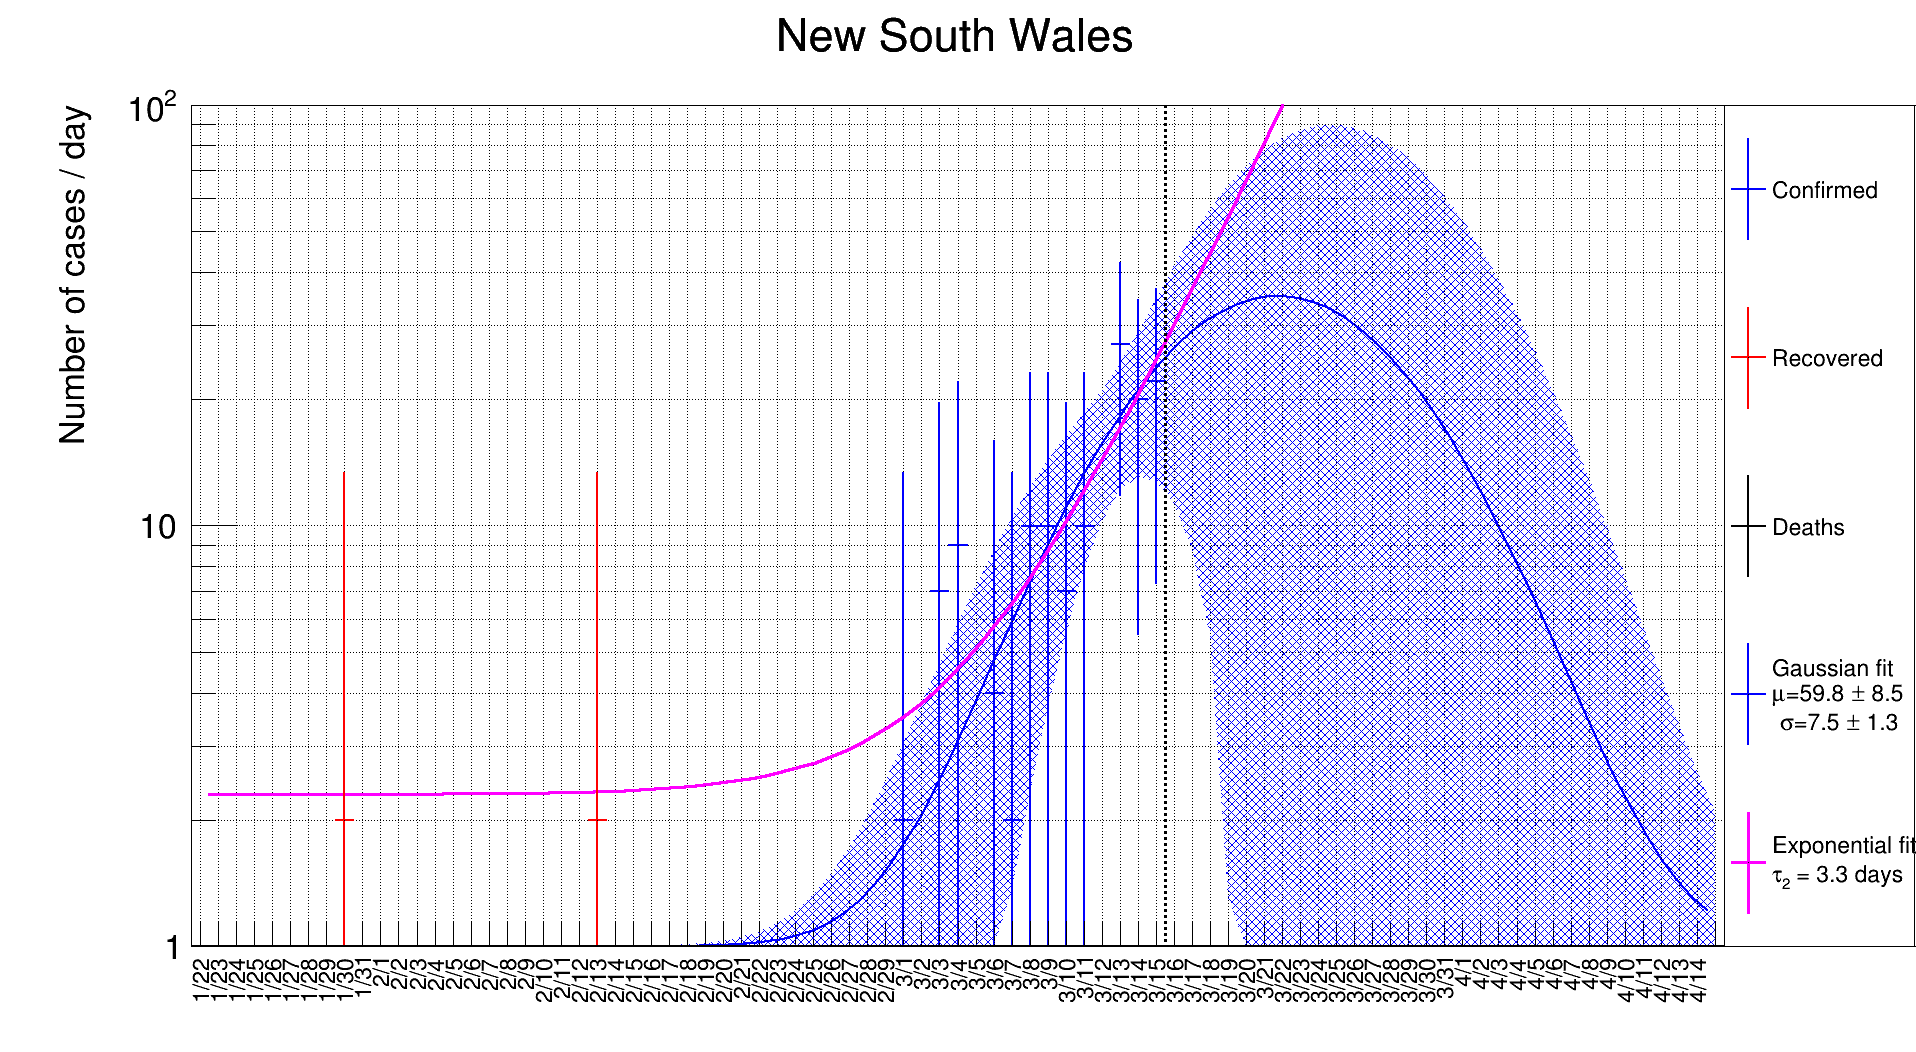 New South Wales
Number of cases / day
10²
10
1
1/22 1/23 1/24 1/25 1/26 1/27 1/28 1/29 1/30 1/31 2/1 2/2 2/3 2/4 2/5 2/6 2/7 2/8 2/9 2/10 2/11 2/12 2/13 2/14 2/15 2/16 2/17 2/18 2/19 2/20 2/21 2/22 2/23 2/24 2/25 2/26 2/27 2/28 2/29 3/1 3/2 3/3 3/4 3/5 3/6 3/7 3/8 3/9 3/10 3/11 3/12 3/13 3/14 3/15 3/16 3/17 3/18 3/19 3/20 3/21 3/22 3/23 3/24 3/25 3/26 3/27 3/28 3/29 3/30 3/31 4/1 4/2 4/3 4/4 4/5 4/6 4/7 4/8 4/9 4/10 4/11 4/12 4/13 4/14
Confirmed
Recovered
Deaths
Gaussian fit
μ=59.8 ± 8.5
σ=7.5 ± 1.3
Exponential fit
τ₂ = 3.3 days